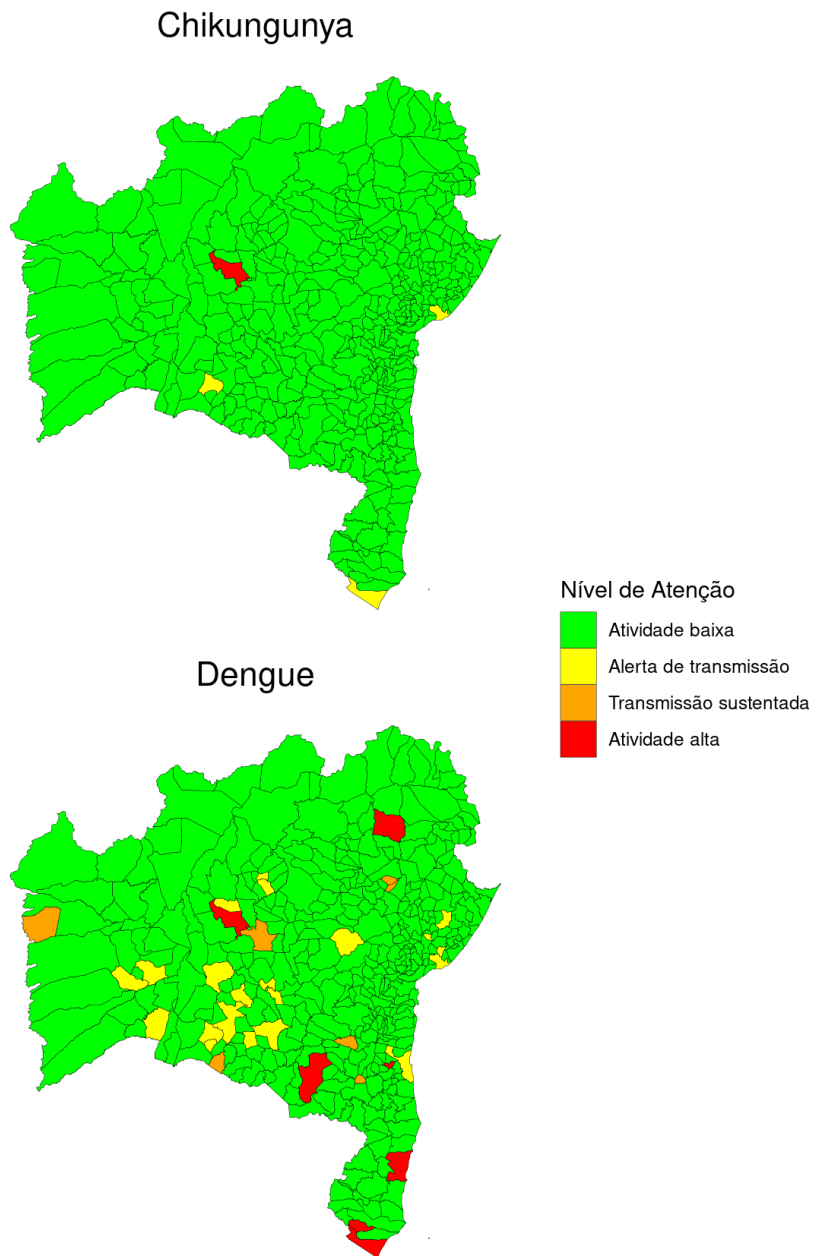 Chikungunya
Nível de Atenção
Atividade baixa
Alerta de transmissão
Transmissão sustentada
Atividade alta
Dengue